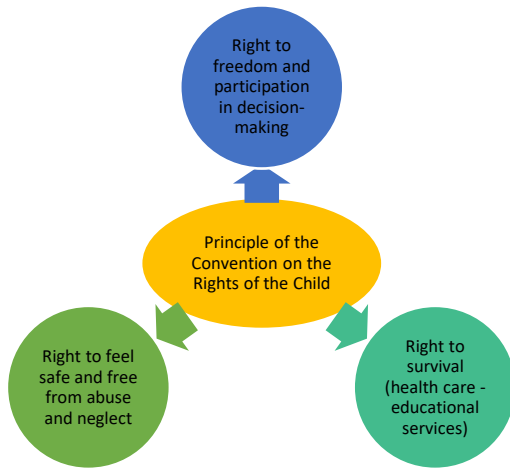 Right to
freedom and
participation
in decision-
making
Principle of the
Convention on the
Rights of the Child
Right to feel
safe and free
from abuse
and neglect
Right to
survival
(health care -
educational
services)